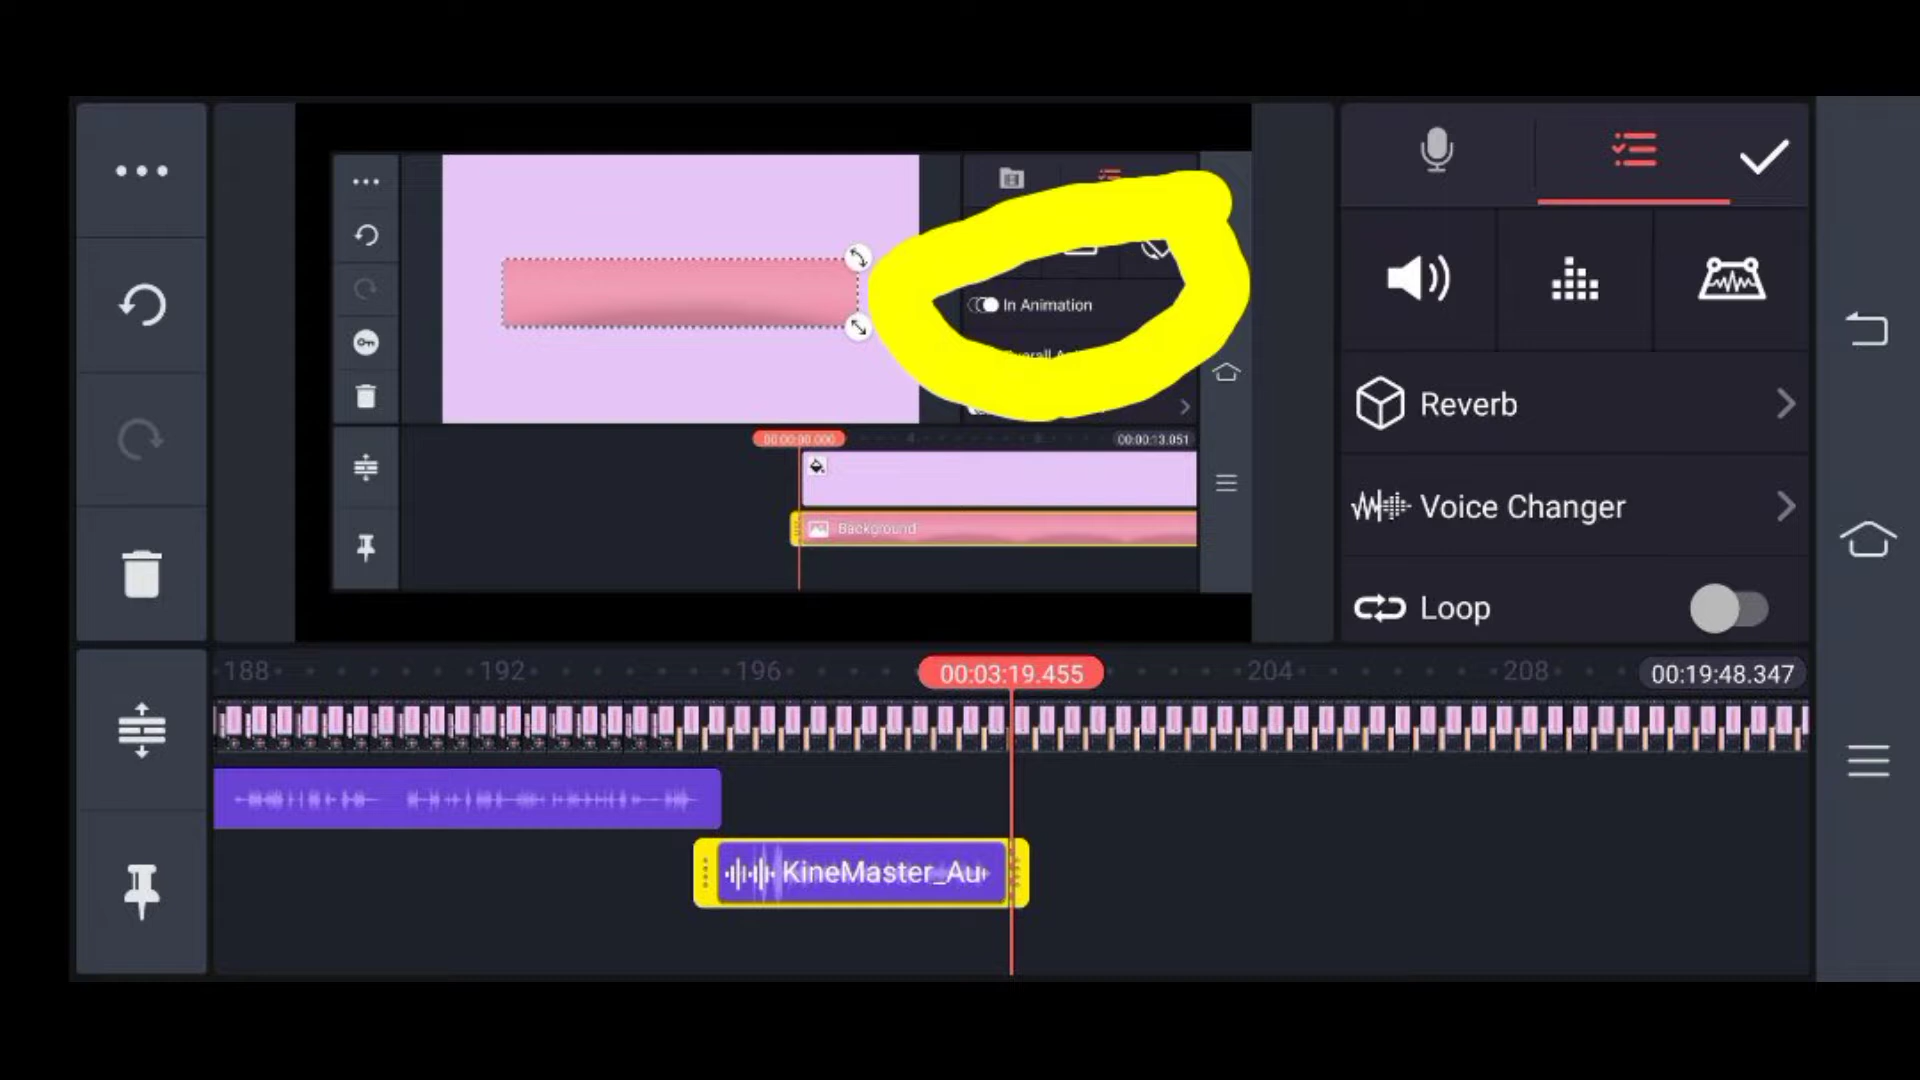 In Animation
Overall
00:00:00.000
00:00:13.051
Background
Reverb
Voice Changer
Loop
188
192
196
00:03:19.455
204
208
00:19:48.347
KineMaster_Au